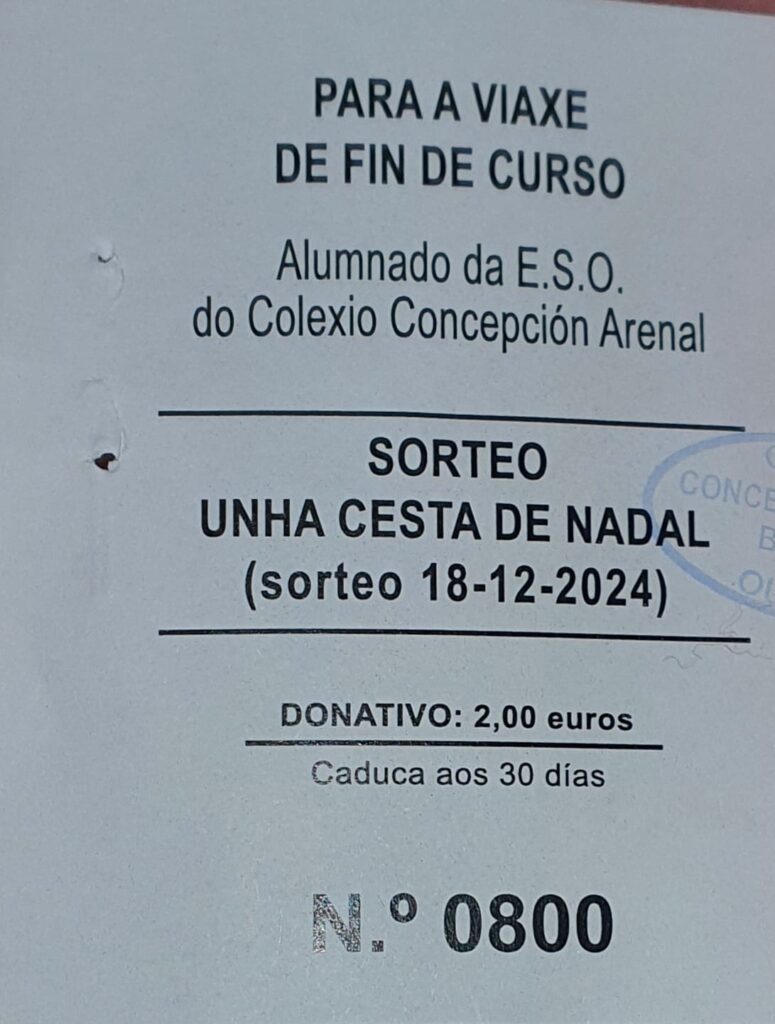 PARA A VIAXE
DE FIN DE CURSO
Alumnado da E.S.O.
do Colexio Concepción Arenal
SORTEO
UNHA CESTA DE NADAL
(sorteo 18-12-2024)
DONATIVO: 2,00 euros
Caduca aos 30 días
N.º 0800